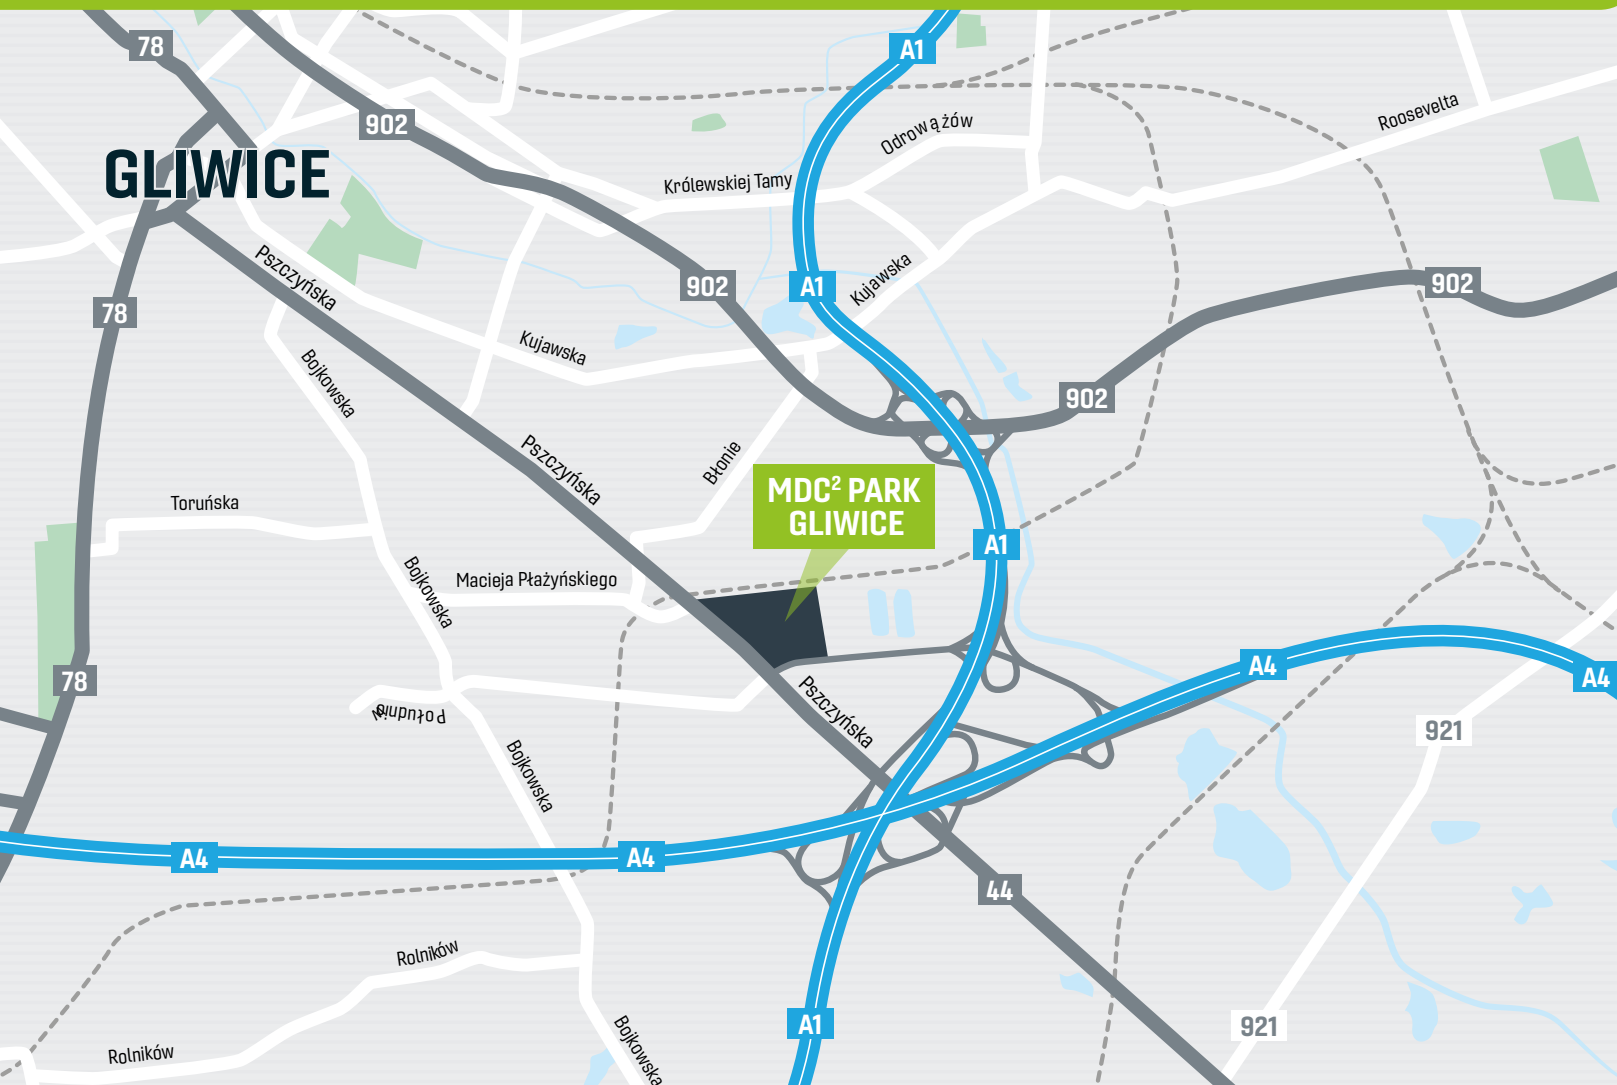 78
A1
902
Roosevelta
Odrowążów
GLIWICE
Królewskiej Tamy
Pszczyńska
Kujawska
902
A1
902
78
Kujawska
Bojkowska
902
Pszczyńska
Błonie
MDC² PARK
GLIWICE
Toruńska
A1
Macieja Płażyńskiego
Bojkowska
78
A4
A4
Pszczyńska
Południa
921
Bojkowska
A4
A4
44
Rolników
A1
921
Bojkowska
Rolników